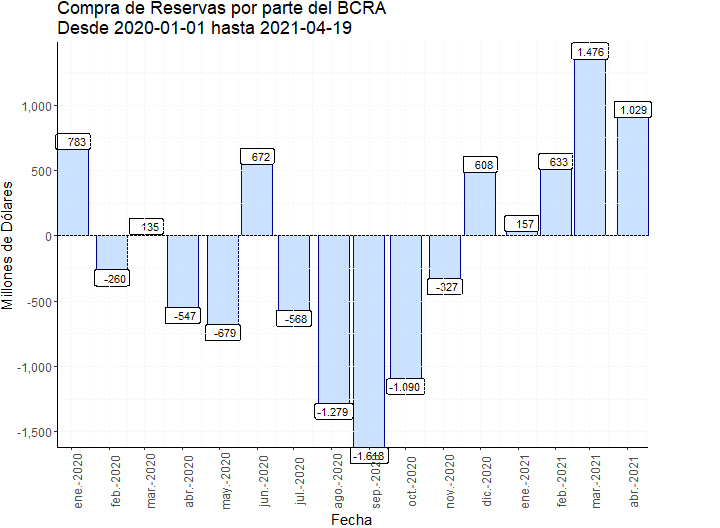 Compra de Reservas por parte del BCRA
Desde 2020-01-01 hasta 2021-04-19
Millones de Dólares
1,000
500
0
-500
-1,000
-1,500
783
-260
135
-547
-679
672
-568
-1.279
-1.618
-1.090
-327
608
157
633
1.476
1.029
ene.-2020
feb.-2020
mar.-2020
abr.-2020
may.-2020
jun.-2020
jul.-2020
ago.-2020
sep.-2020
oct.-2020
nov.-2020
dic.-2020
ene.-2021
feb.-2021
mar.-2021
abr.-2021
Fecha